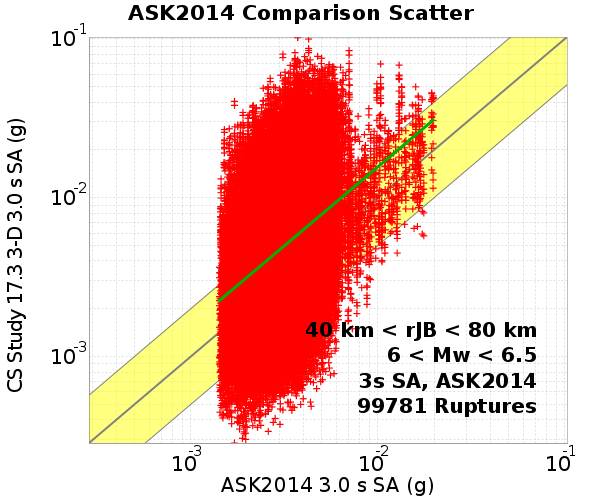 ASK2014 Comparison Scatter
CS Study 17.3 3-D 3.0 s SA (g)
10-1
10-2
10-3
40 km < rJB < 80 km
6 < Mw < 6.5
3s SA, ASK2014
99781 Ruptures
10-3 10-2 10-1
ASK2014 3.0 s SA (g)